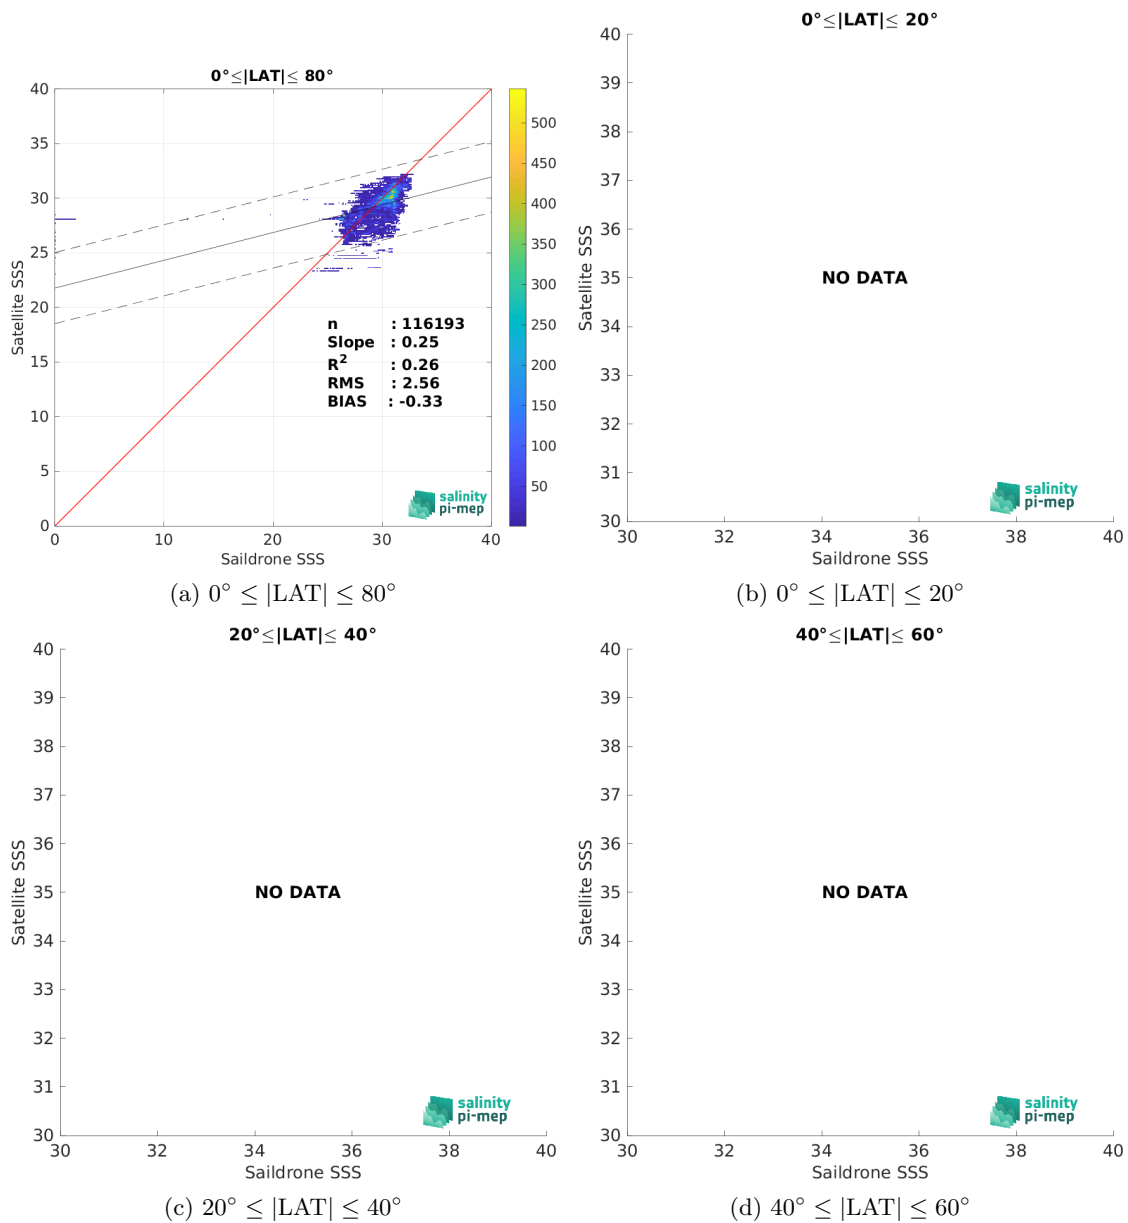 0°≤|LAT|≤ 80°
40
35
30
25
20
15
10
5
0
0
10
20
30
40
Satellite SSS
Saildrone SSS
n : 116193
Slope : 0.25
R² : 0.26
RMS : 2.56
BIAS : -0.33
500
450
400
350
300
250
200
150
100
50
salinity
pi-mep
(a) 0° ≤ |LAT| ≤ 80°
0°≤|LAT|≤ 20°
40
39
38
37
36
35
34
33
32
31
30
30
32
34
36
38
40
Satellite SSS
Saildrone SSS
NO DATA
salinity
pi-mep
(b) 0° ≤ |LAT| ≤ 20°
20°≤|LAT|≤ 40°
40
39
38
37
36
35
34
33
32
31
30
30
32
34
36
38
40
Satellite SSS
Saildrone SSS
NO DATA
salinity
pi-mep
(c) 20° ≤ |LAT| ≤ 40°
40°≤|LAT|≤ 60°
40
39
38
37
36
35
34
33
32
31
30
30
32
34
36
38
40
Satellite SSS
Saildrone SSS
NO DATA
salinity
pi-mep
(d) 40° ≤ |LAT| ≤ 60°